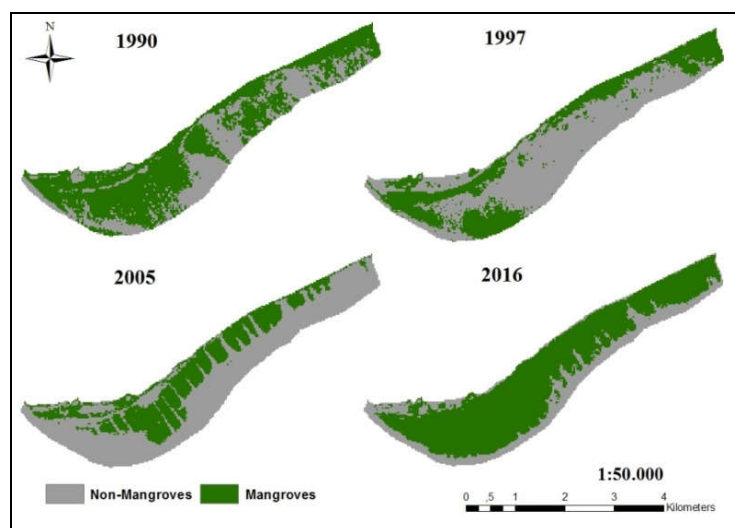 N
1990
1997
2005
2016
Non-Mangroves
Mangroves
1:50.000
0 ,5 1 2 3 4
Kilometers